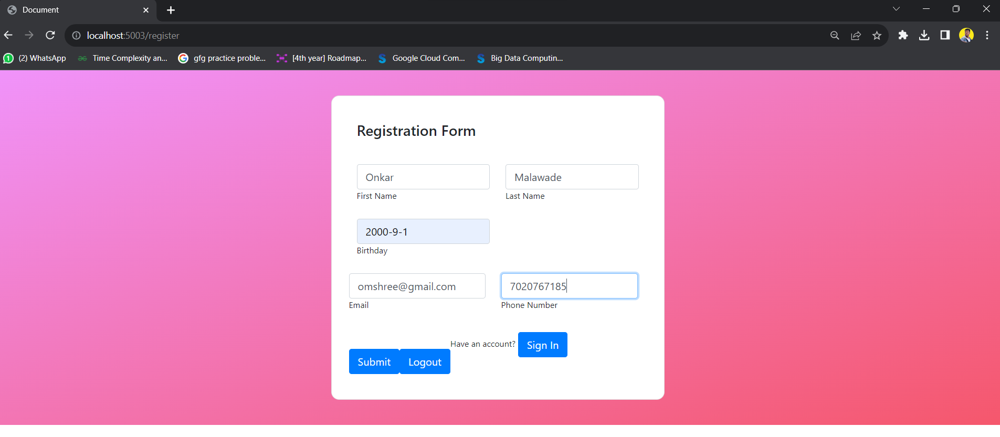 Document
localhost:5003/register
(2) WhatsApp Time Complexity an... gfg practice proble... [4th year] Roadmap... Google Cloud Com... Big Data Computin...
Registration Form
Onkar Malawade
First Name Last Name
2000-9-1
Birthday
omshree@gmail.com 7020767185
Email Phone Number
Have an account? Sign In
Submit Logout